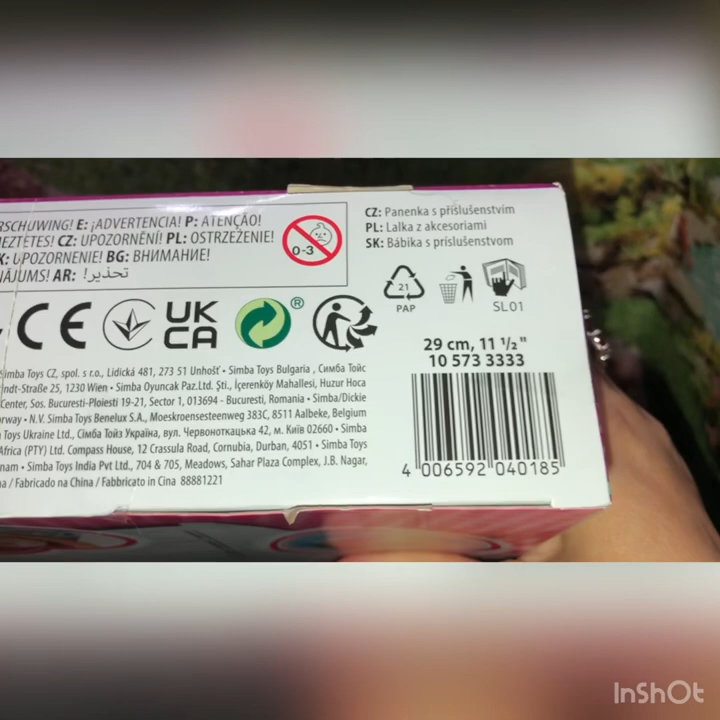 RSCHUWING! E: ¡ADVERTENCIA! P: ATENÇÃO!
EZTETÉS! CZ: UPOZORNĚNÍ! PL: OSTRZEŻENIE!
K: UPOZORNENIE! BG: ВНИМАНИЕ!
NĀJUMS! AR: تحذير!
0-3
CZ: Panenka s příslušenstvím
PL: Lalka z akcesoriami
SK: Bábika s príslušenstvom
CE
UK
CA
®
21
PAP
SL01
29 cm, 11 ½"
10 573 3333
Simba Toys CZ, spol. s r.o., Lidická 481, 273 51 Unhošť • Simba Toys Bulgaria, Симба Тойс
ndt-Straße 25, 1230 Wien • Simba Oyuncak Paz.Ltd. Şti., İçerenköy Mahallesi, Huzur Hoca
Center, Sos. Bucuresti-Ploiesti 19-21, Sector 1, 013694 - Bucuresti, Romania • Simba/Dickie
orway • N.V. Simba Toys Benelux S.A., Moeskroensesteenweg 383C, 8511 Aalbeke, Belgium
Toys Ukraine Ltd., Сімба Тойз Україна, вул. Червоноткацька 42, м. Київ 02660 • Simba
Africa (PTY) Ltd. Compass House, 12 Crassula Road, Cornubia, Durban, 4051 • Simba Toys
nam • Simba Toys India Pvt Ltd., 704 & 705, Meadows, Sahar Plaza Complex, J.B. Nagar,
na / Fabricado na China / Fabbricato in Cina 88881221
4 006592 040185
InShOt